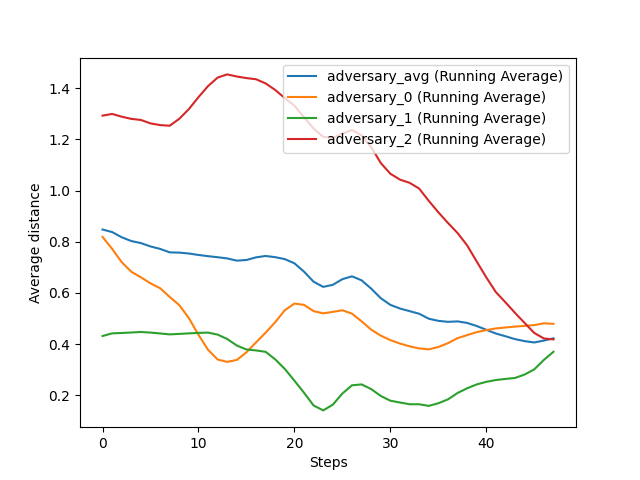 adversary_avg (Running Average)
adversary_0 (Running Average)
adversary_1 (Running Average)
adversary_2 (Running Average)
1.4
1.2
1.0
0.8
0.6
0.4
0.2
Average distance
0
10
20
30
40
Steps